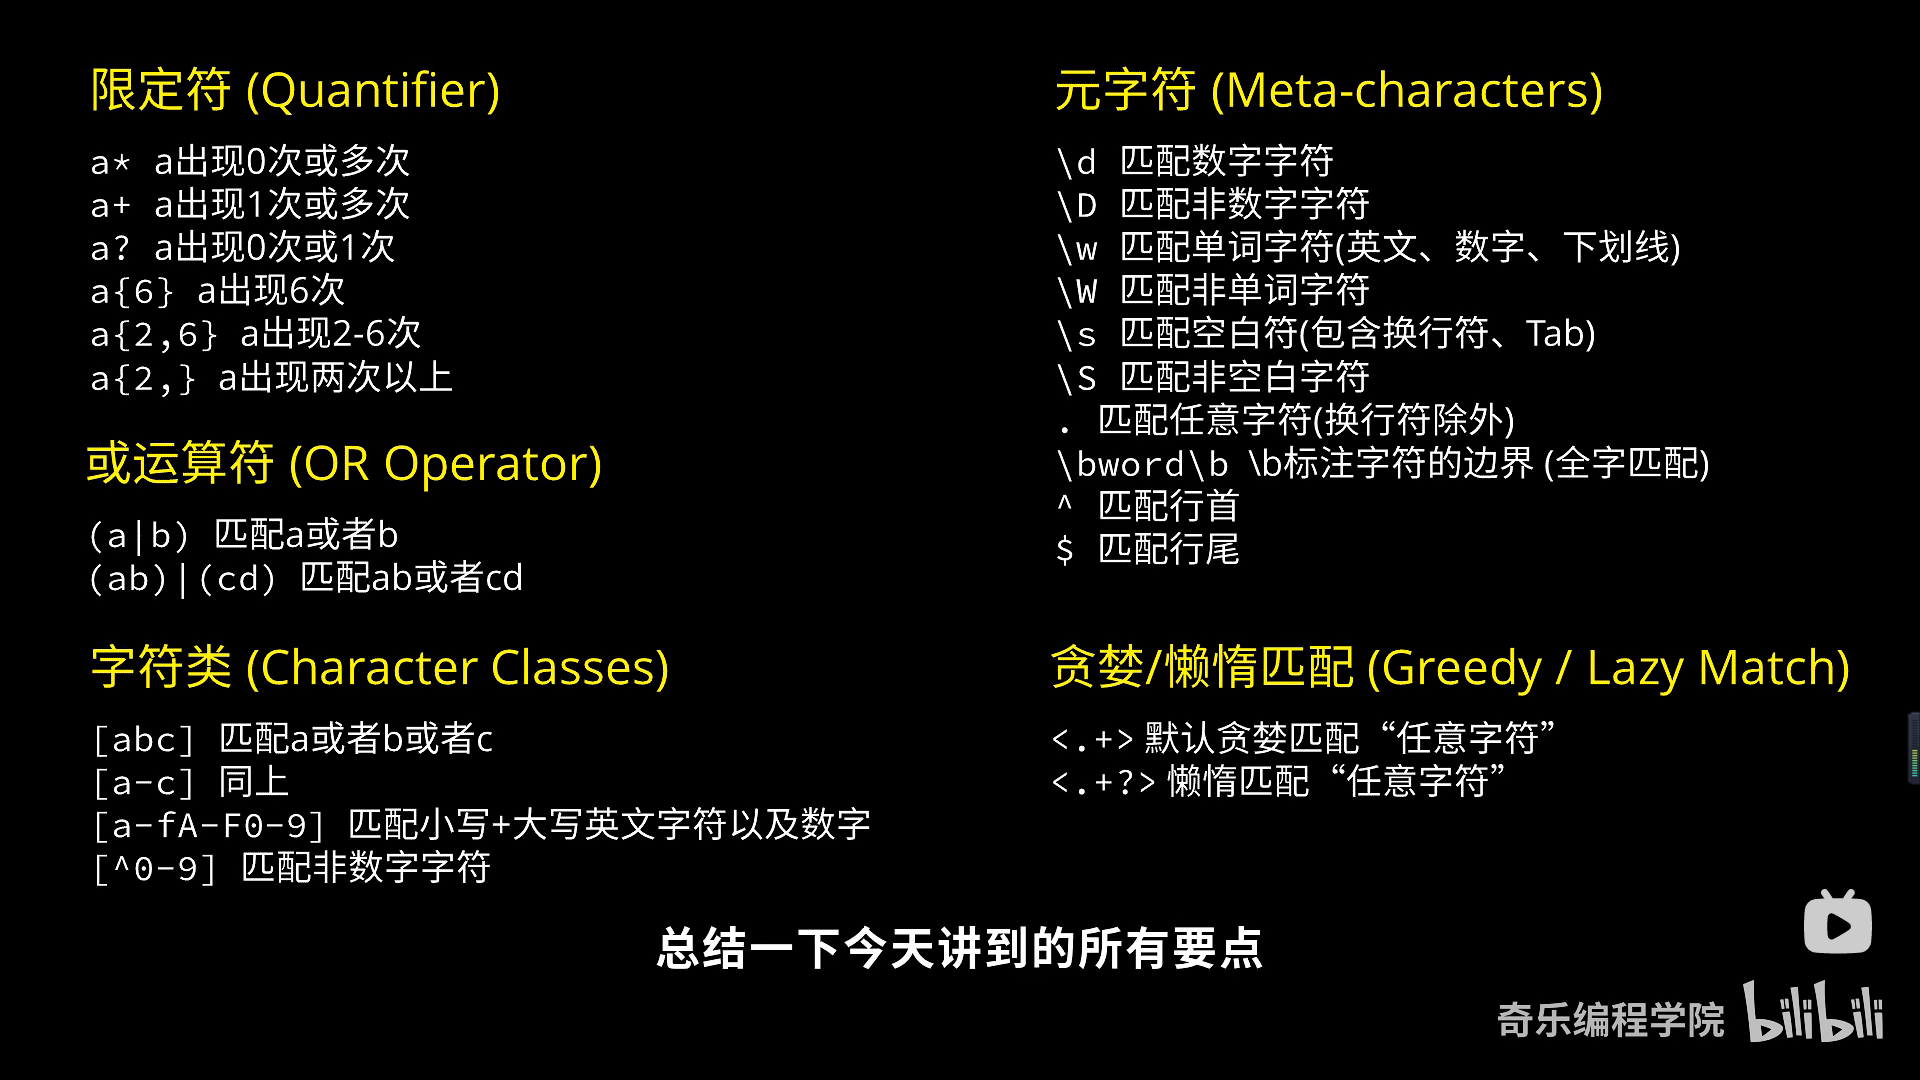 限定符 (Quantifier)
a* a出现0次或多次
a+ a出现1次或多次
a? a出现0次或1次
a{6} a出现6次
a{2,6} a出现2-6次
a{2,} a出现两次以上
或运算符 (OR Operator)
(a|b) 匹配a或者b
(ab)|(cd) 匹配ab或者cd
字符类 (Character Classes)
[abc] 匹配a或者b或者c
[a-c] 同上
[a-fA-F0-9] 匹配小写+大写英文字符以及数字
[^0-9] 匹配非数字字符
元字符 (Meta-characters)
\d 匹配数字字符
\D 匹配非数字字符
\w 匹配单词字符(英文、数字、下划线)
\W 匹配非单词字符
\s 匹配空白符(包含换行符、Tab)
\S 匹配非空白字符
. 匹配任意字符(换行符除外)
\bword\b \b标注字符的边界 (全字匹配)
^ 匹配行首
$ 匹配行尾
贪婪/懒惰匹配 (Greedy / Lazy Match)
<.+> 默认贪婪匹配“任意字符”
<.+?> 懒惰匹配“任意字符”
总结一下今天讲到的所有要点
奇乐编程学院 bilibili